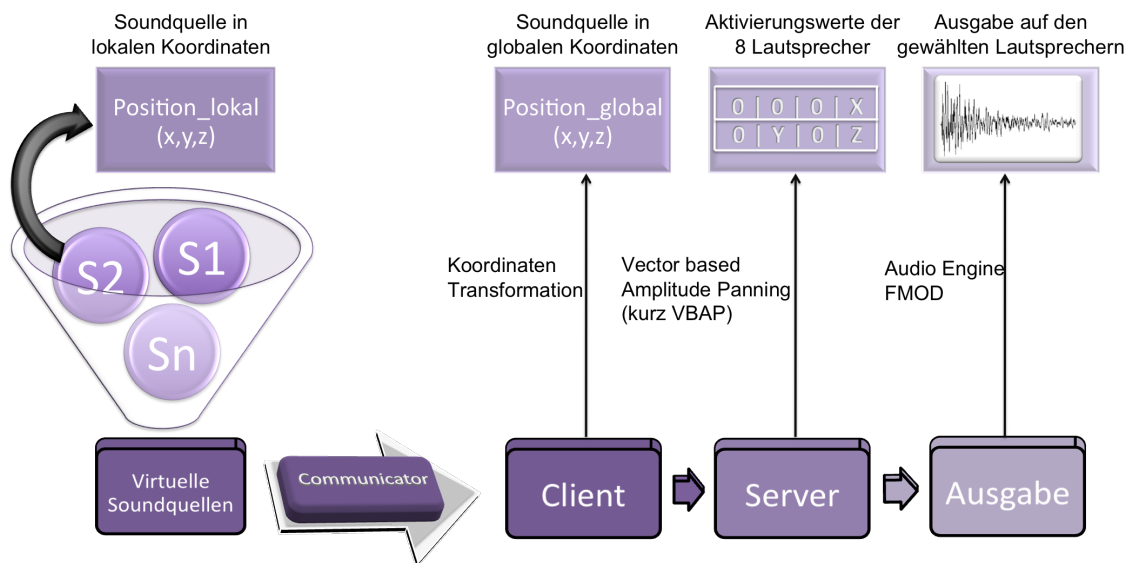 Soundquelle in
lokalen Koordinaten
Soundquelle in
globalen Koordinaten
Aktivierungswerte der
8 Lautsprecher
Ausgabe auf den
gewählten Lautsprechern
Position_lokal
(x,y,z)
Position_global
(x,y,z)
0 | 0 | 0 | X
0 | Y | 0 | Z
S1
S2
Sn
Koordinaten
Transformation
Vector based
Amplitude Panning
(kurz VBAP)
Audio Engine
FMOD
Virtuelle
Soundquellen
Communicator
Client
Server
Ausgabe